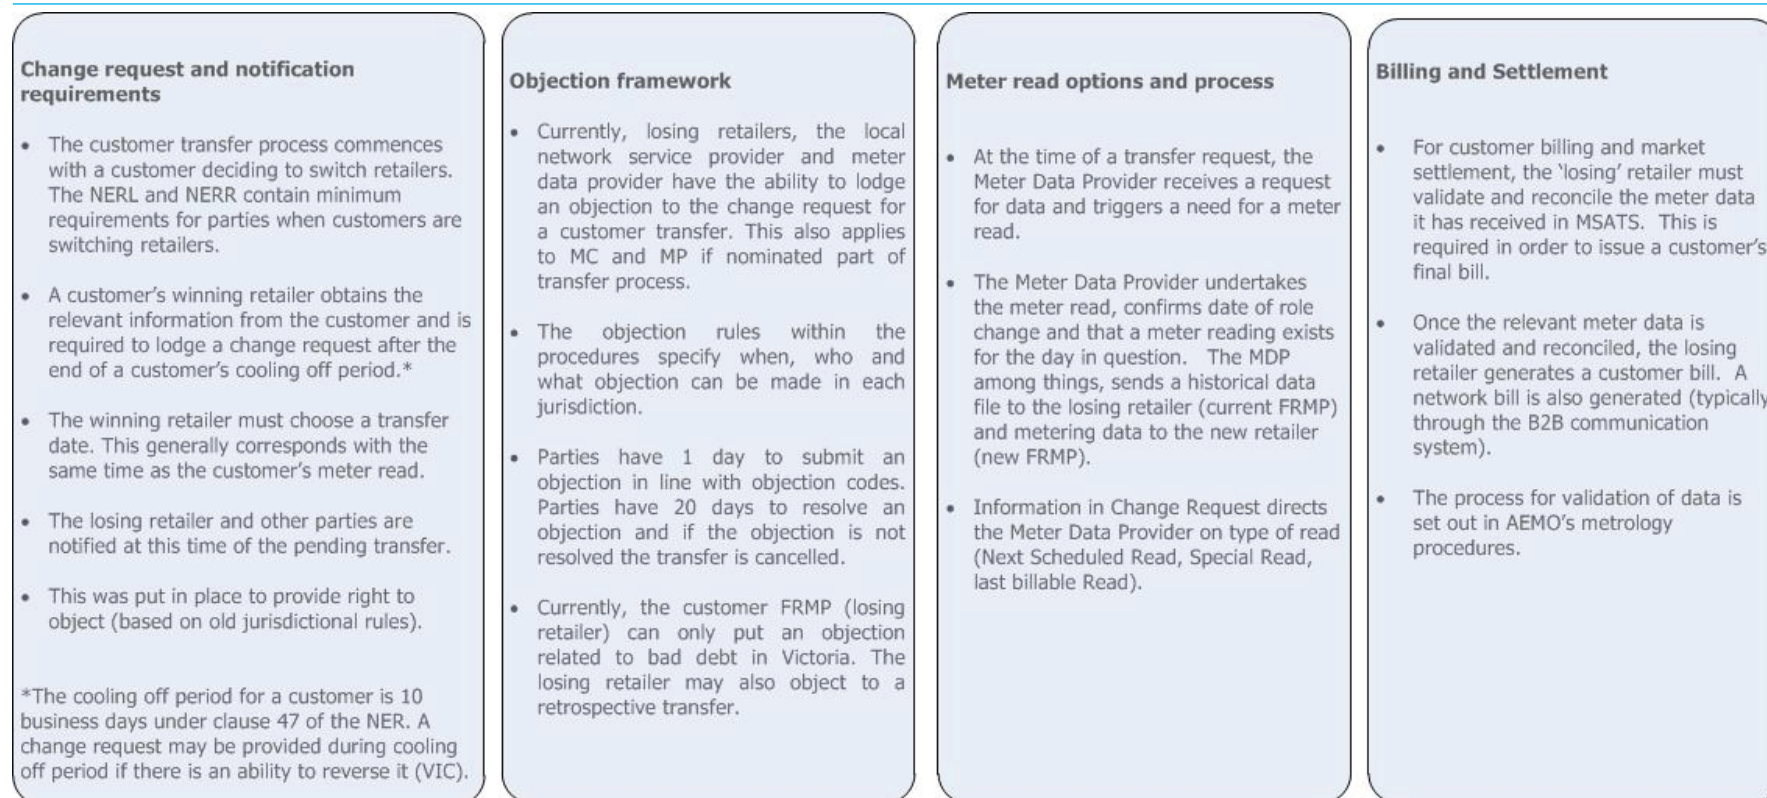 Change request and notification
requirements
• The customer transfer process commences
with a customer deciding to switch retailers.
The NERL and NERR contain minimum
requirements for parties when customers are
switching retailers.
• A customer's winning retailer obtains the
relevant information from the customer and is
required to lodge a change request after the
end of a customer's cooling off period.*
• The winning retailer must choose a transfer
date. This generally corresponds with the
same time as the customer's meter read.
• The losing retailer and other parties are
notified at this time of the pending transfer.
• This was put in place to provide right to
object (based on old jurisdictional rules).
*The cooling off period for a customer is 10
business days under clause 47 of the NER. A
change request may be provided during cooling
off period if there is an ability to reverse it (VIC).
Objection framework
• Currently, losing retailers, the local
network service provider and meter
data provider have the ability to lodge
an objection to the change request for
a customer transfer. This also applies
to MC and MP if nominated part of
transfer process.
• The objection rules within the
procedures specify when, who and
what objection can be made in each
jurisdiction.
• Parties have 1 day to submit an
objection in line with objection codes.
Parties have 20 days to resolve an
objection and if the objection is not
resolved the transfer is cancelled.
• Currently, the customer FRMP (losing
retailer) can only put an objection
related to bad debt in Victoria. The
losing retailer may also object to a
retrospective transfer.
Meter read options and process
• At the time of a transfer request, the
Meter Data Provider receives a request
for data and triggers a need for a meter
read.
• The Meter Data Provider undertakes
the meter read, confirms date of role
change and that a meter reading exists
for the day in question. The MDP
among things, sends a historical data
file to the losing retailer (current FRMP)
and metering data to the new retailer
(new FRMP).
• Information in Change Request directs
the Meter Data Provider on type of read
(Next Scheduled Read, Special Read,
last billable Read).
Billing and Settlement
• For customer billing and market
settlement, the 'losing' retailer must
validate and reconcile the meter data
it has received in MSATS. This is
required in order to issue a customer's
final bill.
• Once the relevant meter data is
validated and reconciled, the losing
retailer generates a customer bill. A
network bill is also generated (typically
through the B2B communication
system).
• The process for validation of data is
set out in AEMO's metrology
procedures.